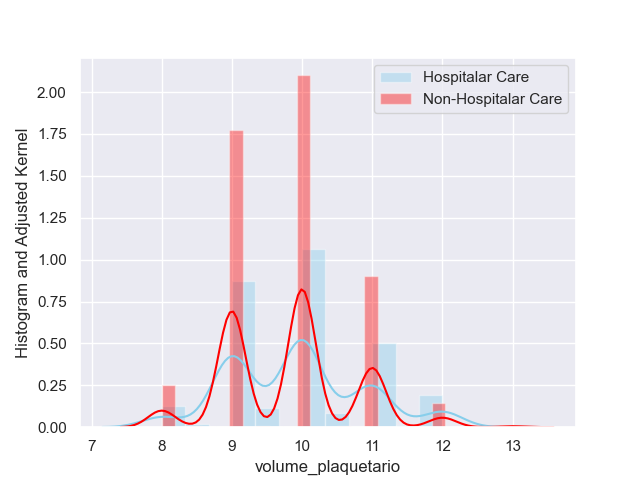 Hospitalar Care
Non-Hospitalar Care
Histogram and Adjusted Kernel
2.00
1.75
1.50
1.25
1.00
0.75
0.50
0.25
0.00
7 8 9 10 11 12 13
volume_plaquetario